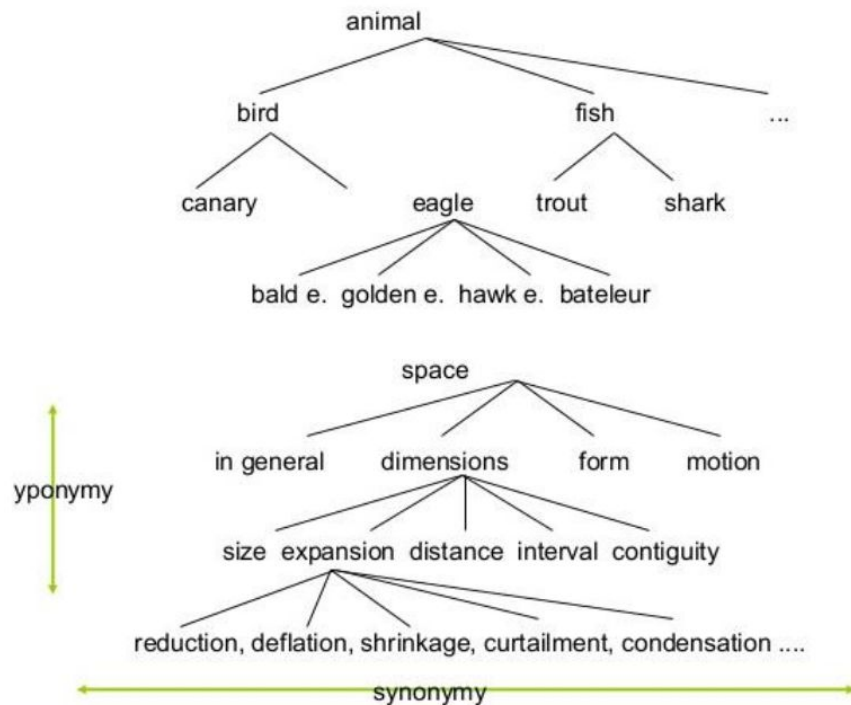 animal
bird fish ...
canary eagle trout shark
bald e. golden e. hawk e. bateleur
space
in general dimensions form motion
yponymy
size expansion distance interval contiguity
reduction, deflation, shrinkage, curtailment, condensation ....
synonymy